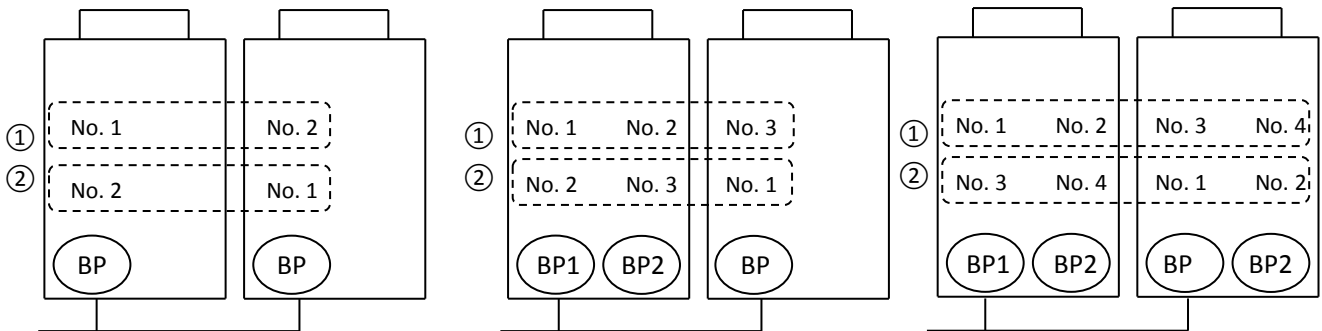 ① No. 1 No. 2
② No. 2 No. 1
BP BP
① No. 1 No. 2 No. 3
② No. 2 No. 3 No. 1
BP1 BP2 BP
① No. 1 No. 2 No. 3 No. 4
② No. 3 No. 4 No. 1 No. 2
BP1 BP2 BP BP2